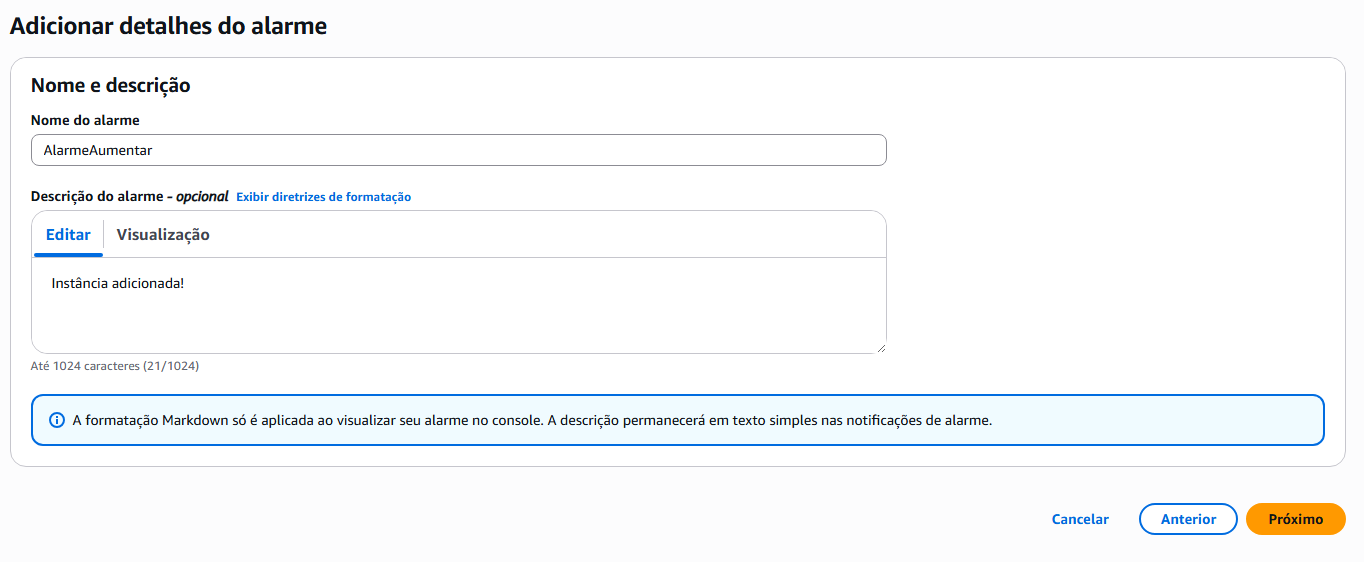 Adicionar detalhes do alarme
Nome e descrição
Nome do alarme
AlarmeAumentar
Descrição do alarme - opcional Exibir diretrizes de formatação
Editar Visualização
Instância adicionada!
Até 1024 caracteres (21/1024)
A formatação Markdown só é aplicada ao visualizar seu alarme no console. A descrição permanecerá em texto simples nas notificações de alarme.
Cancelar Anterior Próximo